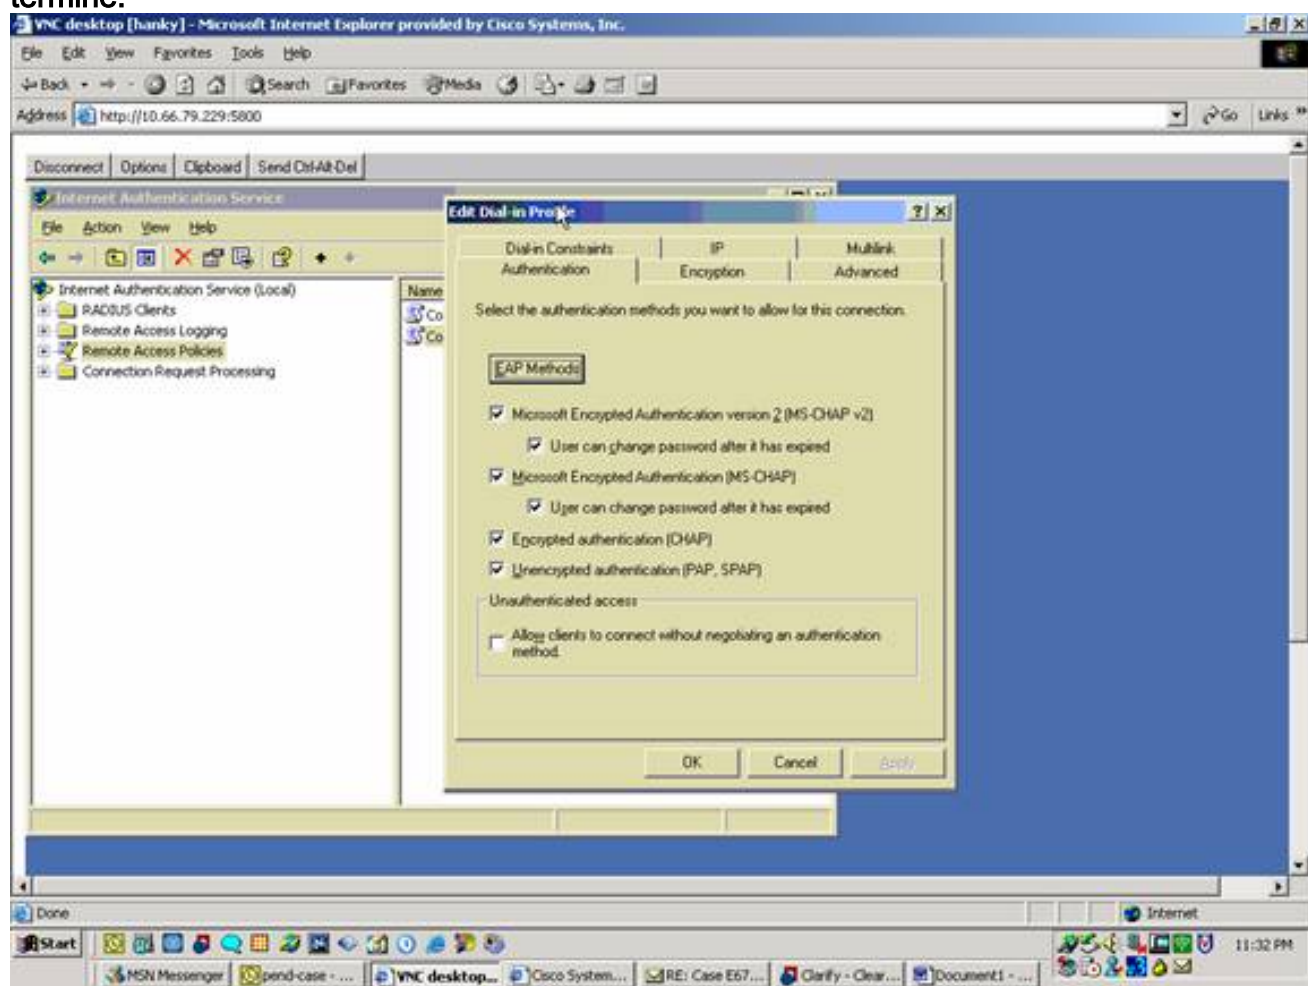 termine.
VNC desktop [hanky] - Microsoft Internet Explorer provided by Cisco Systems, Inc.
File Edit View Favorites Tools Help
Back Search Favorites Media
Address http://10.66.79.229:5800 Go Links »
Disconnect Options Clipboard Send Ctrl-Alt-Del
Internet Authentication Service
File Action View Help
Internet Authentication Service (Local)
RADIUS Clients
Remote Access Logging
Remote Access Policies
Connection Request Processing
Name
Co
Co
Edit Dial-in Profile
Dial-in Constraints IP Multilink
Authentication Encryption Advanced
Select the authentication methods you want to allow for this connection.
EAP Methods
Microsoft Encrypted Authentication version 2 (MS-CHAP v2)
User can change password after it has expired
Microsoft Encrypted Authentication (MS-CHAP)
User can change password after it has expired
Encrypted authentication (CHAP)
Unencrypted authentication (PAP, SPAP)
Unauthenticated access
Allow clients to connect without negotiating an authentication
method.
OK Cancel Apply
Done Internet
Start 11:32 PM
MSN Messenger pend-case - ... VNC desktop... Cisco System... RE: Case E67... Clarify - Clear... Document1 - ...